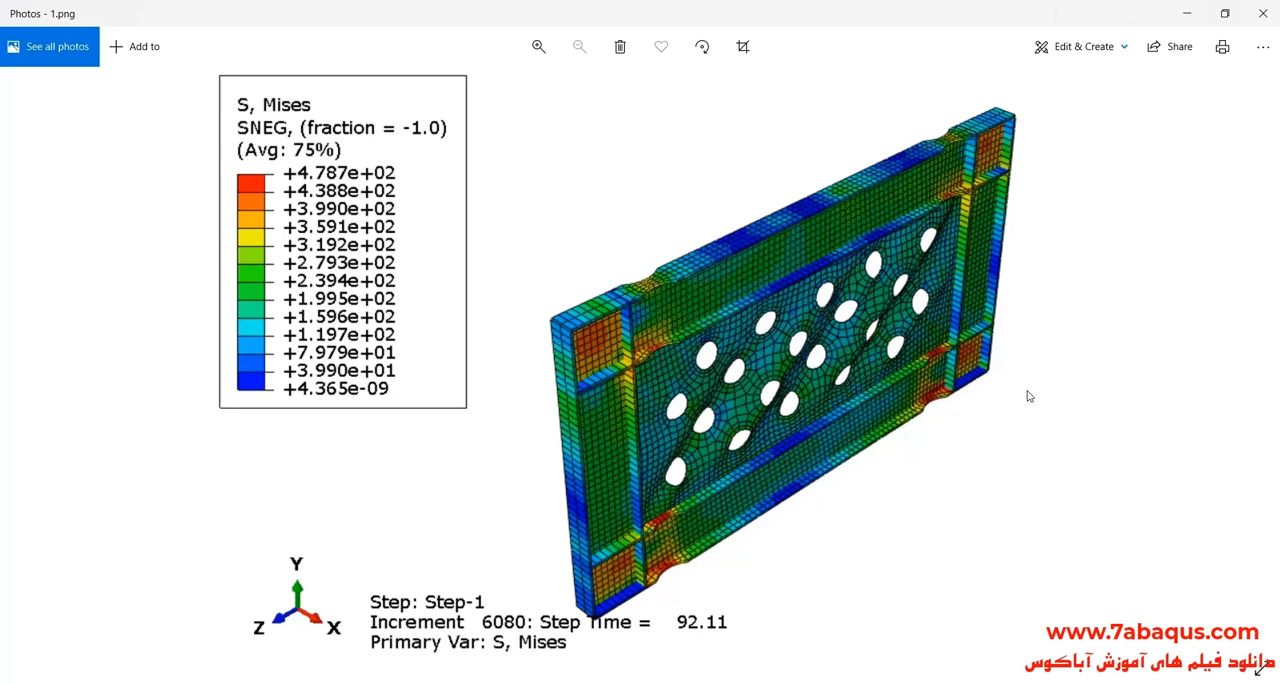 Photos - 1.png
See all photos
Add to
Edit & Create
Share
S, Mises
SNEG, (fraction = -1.0)
(Avg: 75%)
+4.787e+02
+4.388e+02
+3.990e+02
+3.591e+02
+3.192e+02
+2.793e+02
+2.394e+02
+1.995e+02
+1.596e+02
+1.197e+02
+7.979e+01
+3.990e+01
+4.365e-09
Y
Z
X
Step: Step-1
Increment 6080: Step Time = 92.11
Primary Var: S, Mises
www.7abaqus.com
دانلود فیلم های آموزش آباکوس